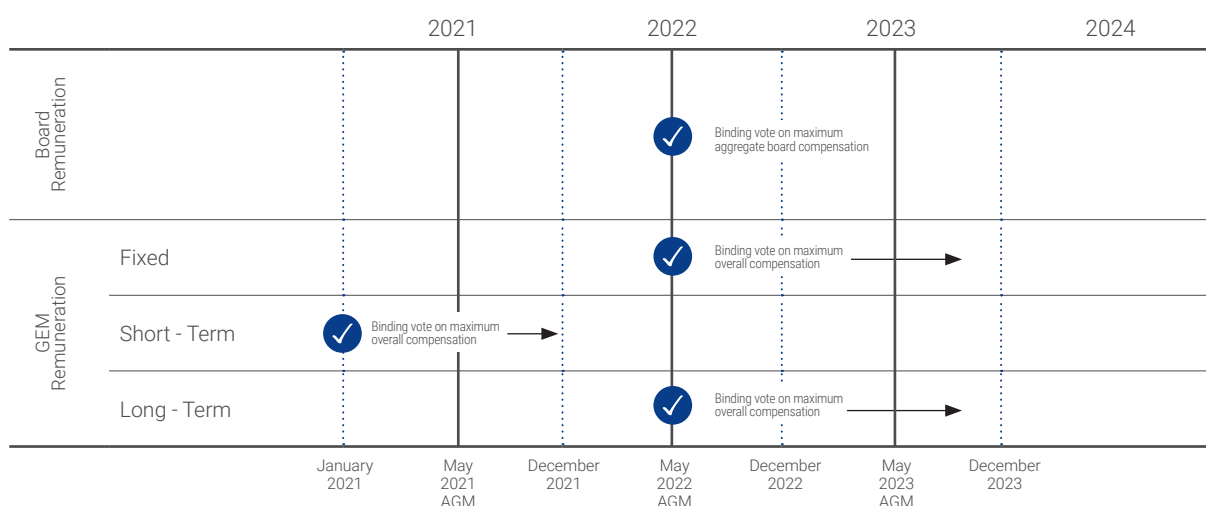 2021
2022
2023
2024
Board
Remuneration
Binding vote on maximum
aggregate board compensation
GEM
Remuneration
Fixed
Binding vote on maximum
overall compensation
Short - Term
Binding vote on maximum
overall compensation
Long - Term
Binding vote on maximum
overall compensation
January
2021
May
2021
AGM
December
2021
May
2022
AGM
December
2022
May
2023
AGM
December
2023